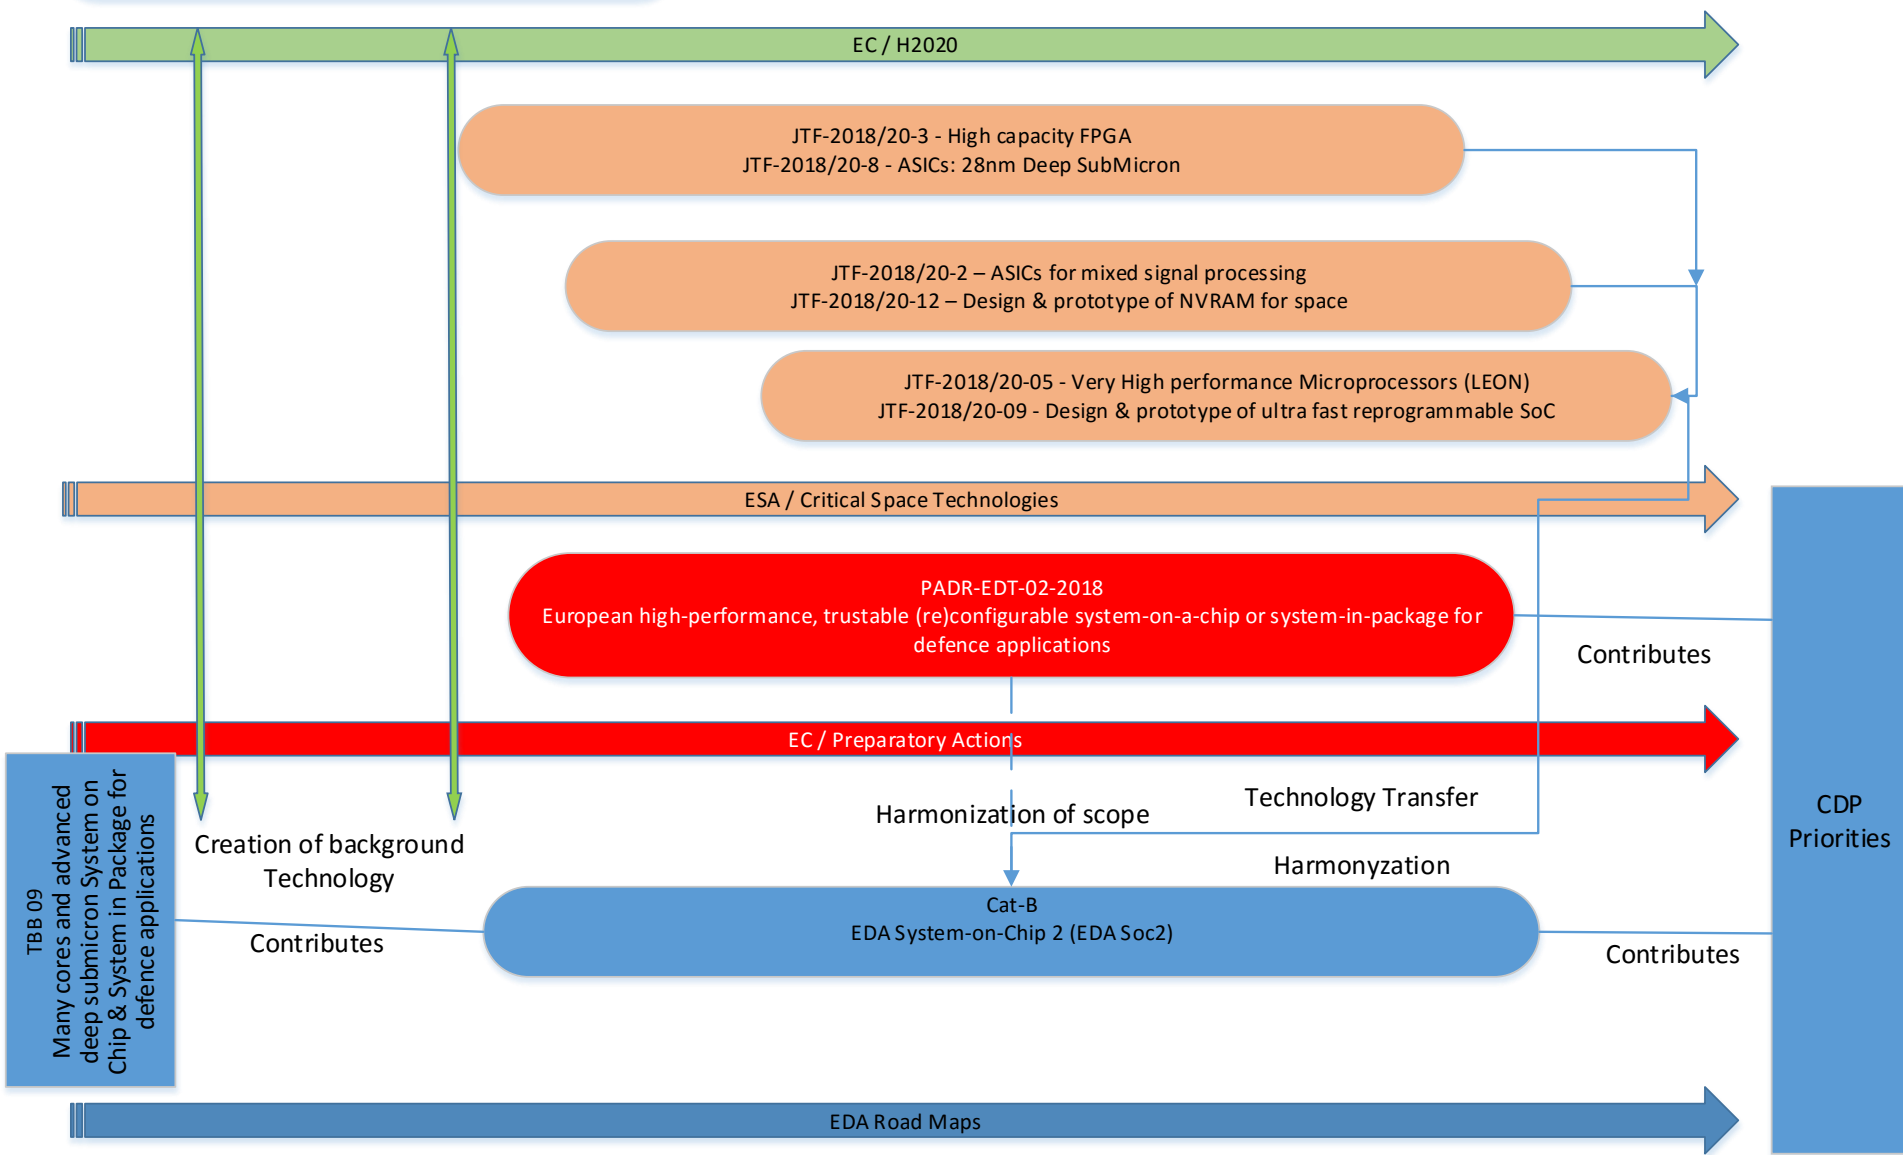 EC / H2020
JTF-2018/20-3 - High capacity FPGA
JTF-2018/20-8 - ASICs: 28nm Deep SubMicron
JTF-2018/20-2 – ASICs for mixed signal processing
JTF-2018/20-12 – Design & prototype of NVRAM for space
JTF-2018/20-05 - Very High performance Microprocessors (LEON)
JTF-2018/20-09 - Design & prototype of ultra fast reprogrammable SoC
ESA / Critical Space Technologies
PADR-EDT-02-2018
European high-performance, trustable (re)configurable system-on-a-chip or system-in-package for
defence applications
Contributes
EC / Preparatory Actions
Technology Transfer
Harmonization of scope
Creation of background
Technology
Harmonyzation
CDP
Priorities
TBB 09
Many cores and advanced
deep submicron System on
Chip & System in Package for
defence applications
Cat-B
EDA System-on-Chip 2 (EDA Soc2)
Contributes
Contributes
EDA Road Maps